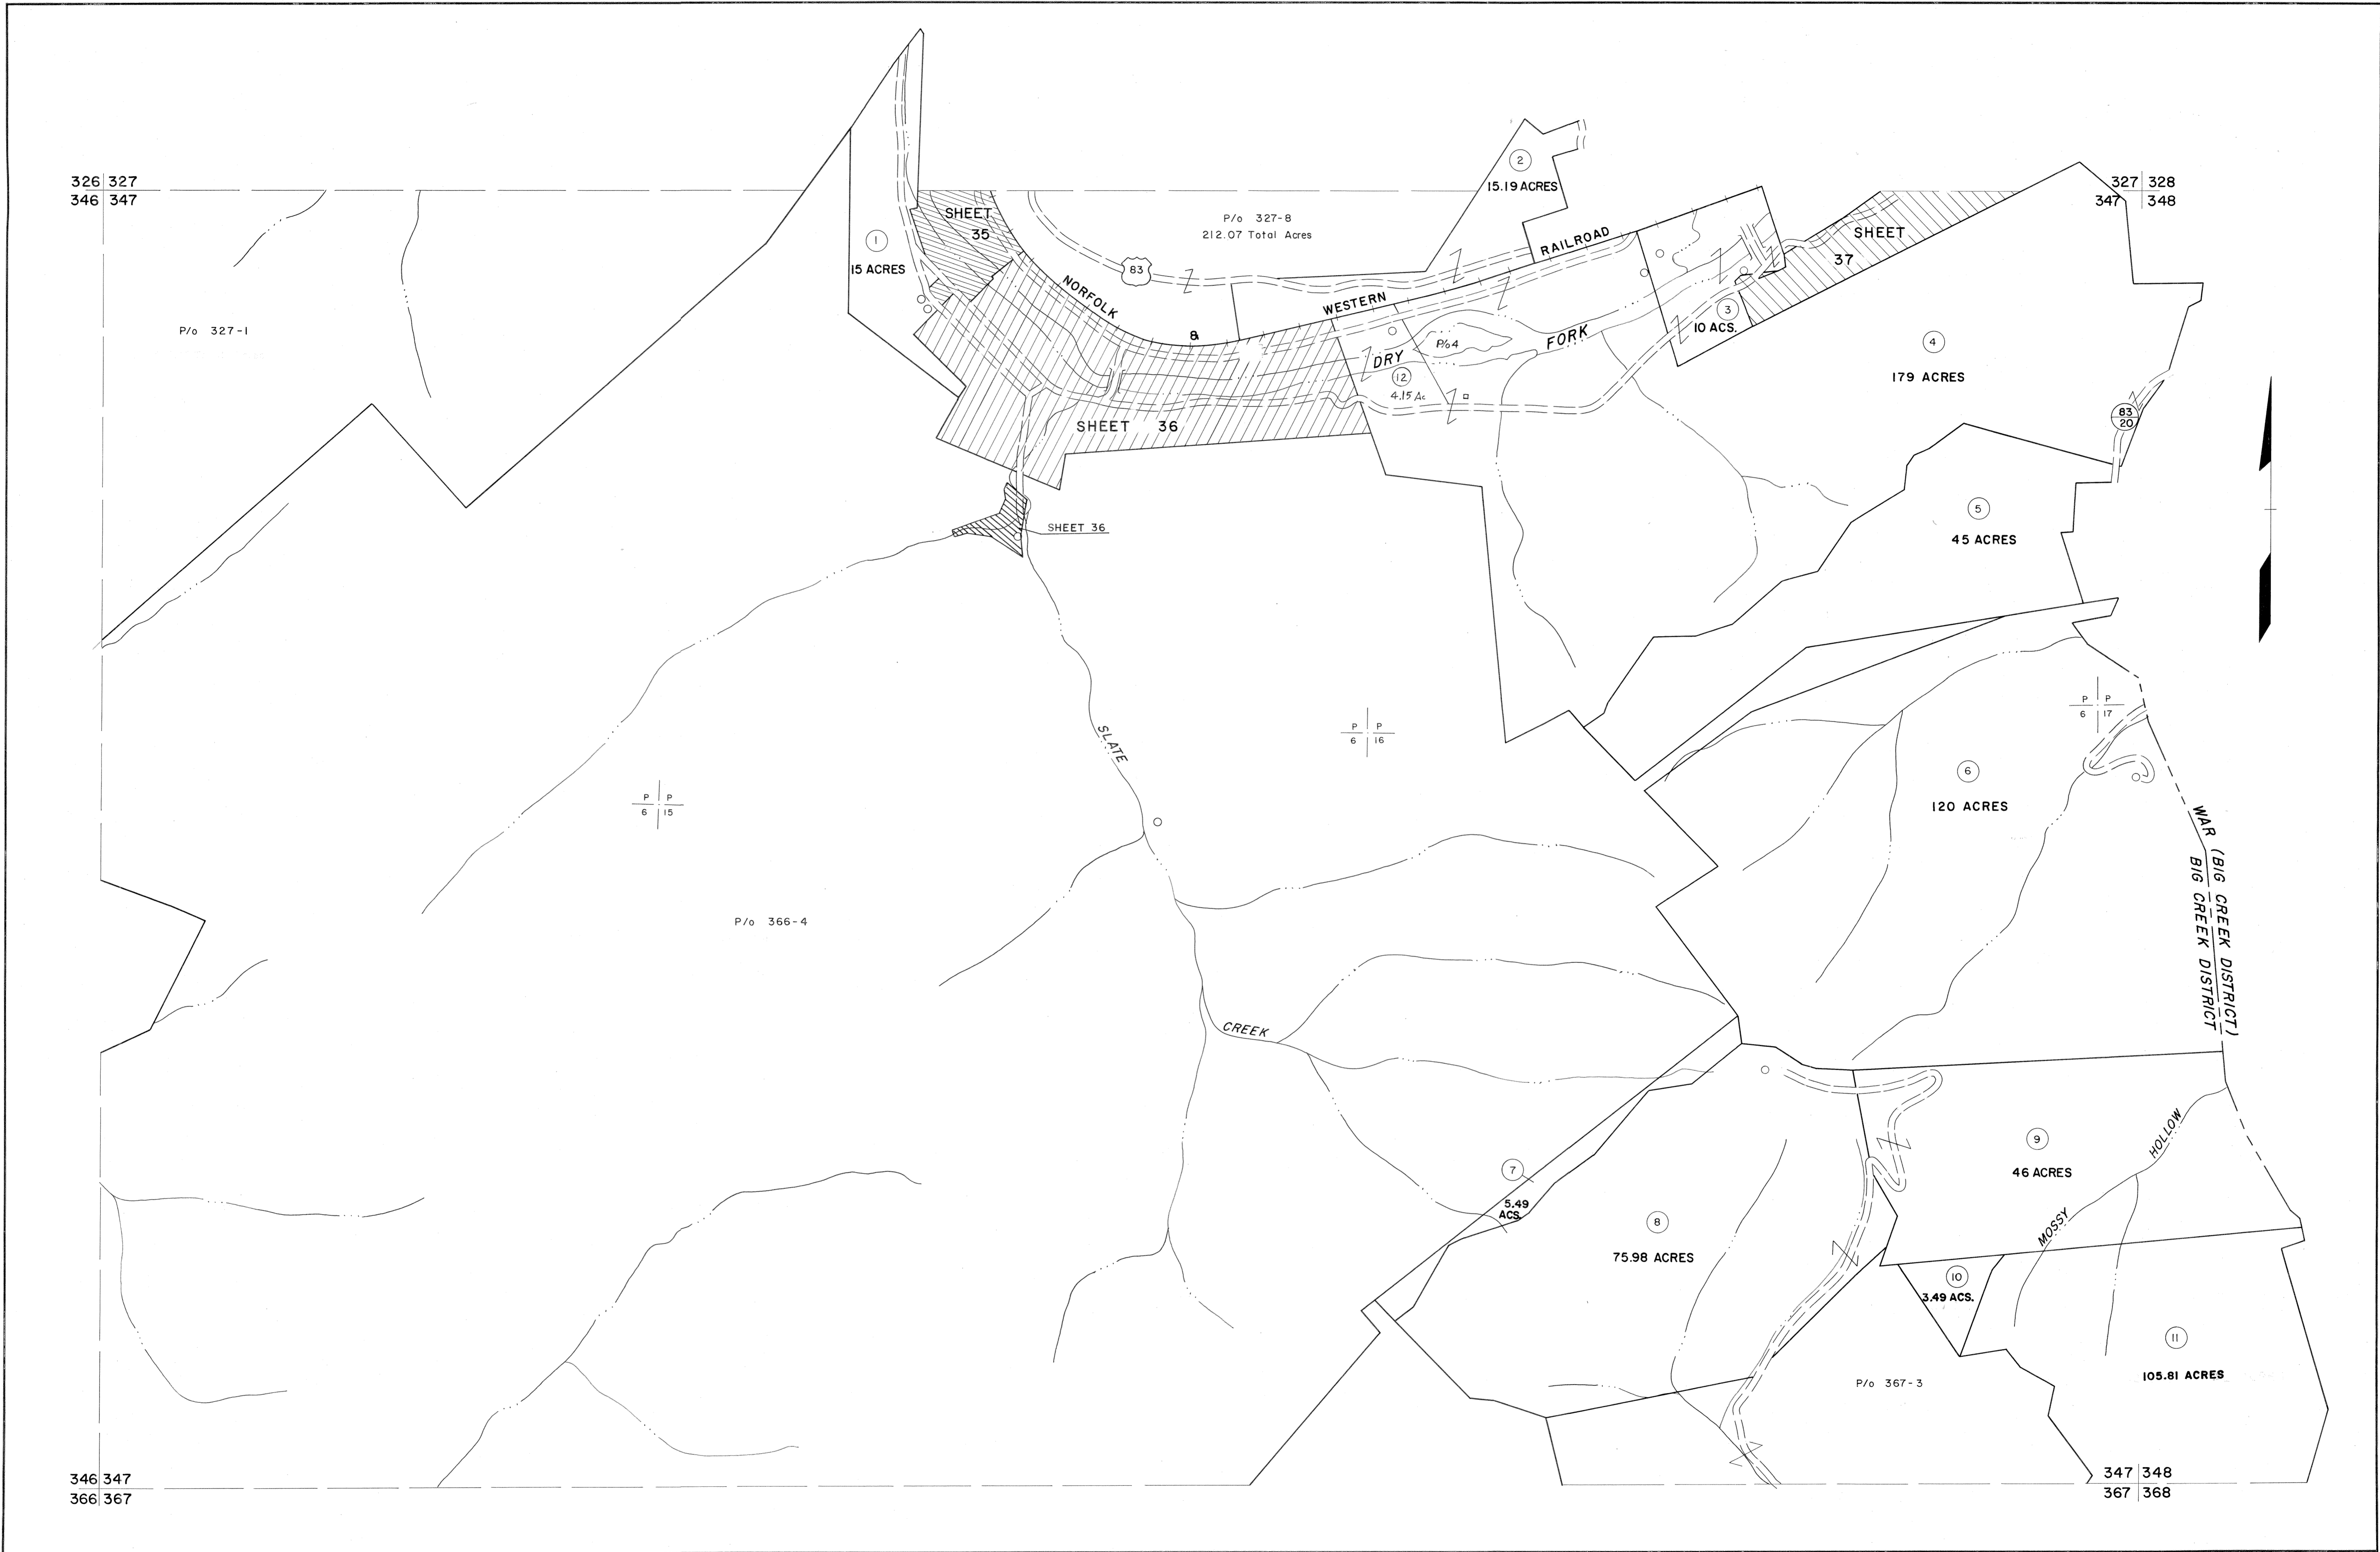 326 327
346 347
327 328
347 348
2
15.19 ACRES
P/o 327-8
212.07 Total Acres
SHEET
35
1
15 ACRES
83
NORFOLK
&
WESTERN
RAILROAD
SHEET
37
P/o 327-1
3
10 ACS.
DRY
FORK
P/o 4
12
4.15 Ac
4
179 ACRES
83
20
SHEET 36
SHEET 36
5
45 ACRES
P P
6 17
P P
6 16
SLATE
6
120 ACRES
P P
6 15
WAR (BIG CREEK DISTRICT)
BIG CREEK DISTRICT
P/o 366-4
CREEK
7
5.49
ACS.
8
75.98 ACRES
9
46 ACRES
MOSSY
HOLLOW
10
3.49 ACS.
11
105.81 ACRES
P/o 367-3
346 347
366 367
347 348
367 368